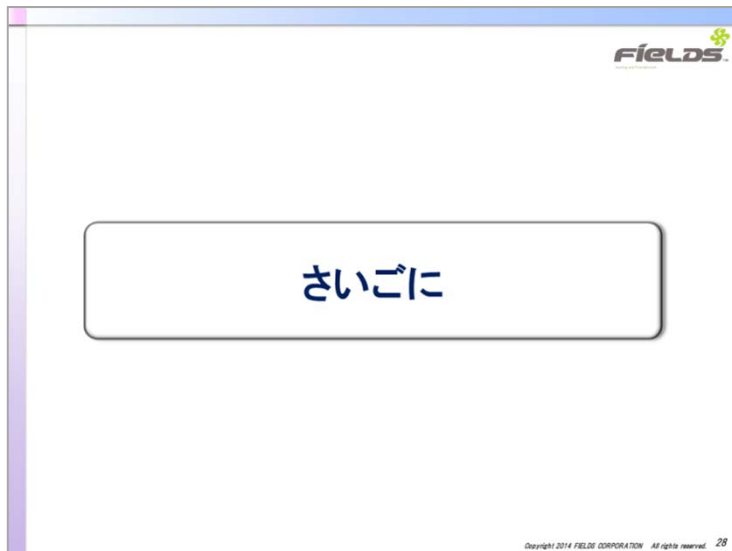 FIELDS
さいごに
Copyright 2014 FIELDS CORPORATION All rights reserved. 28